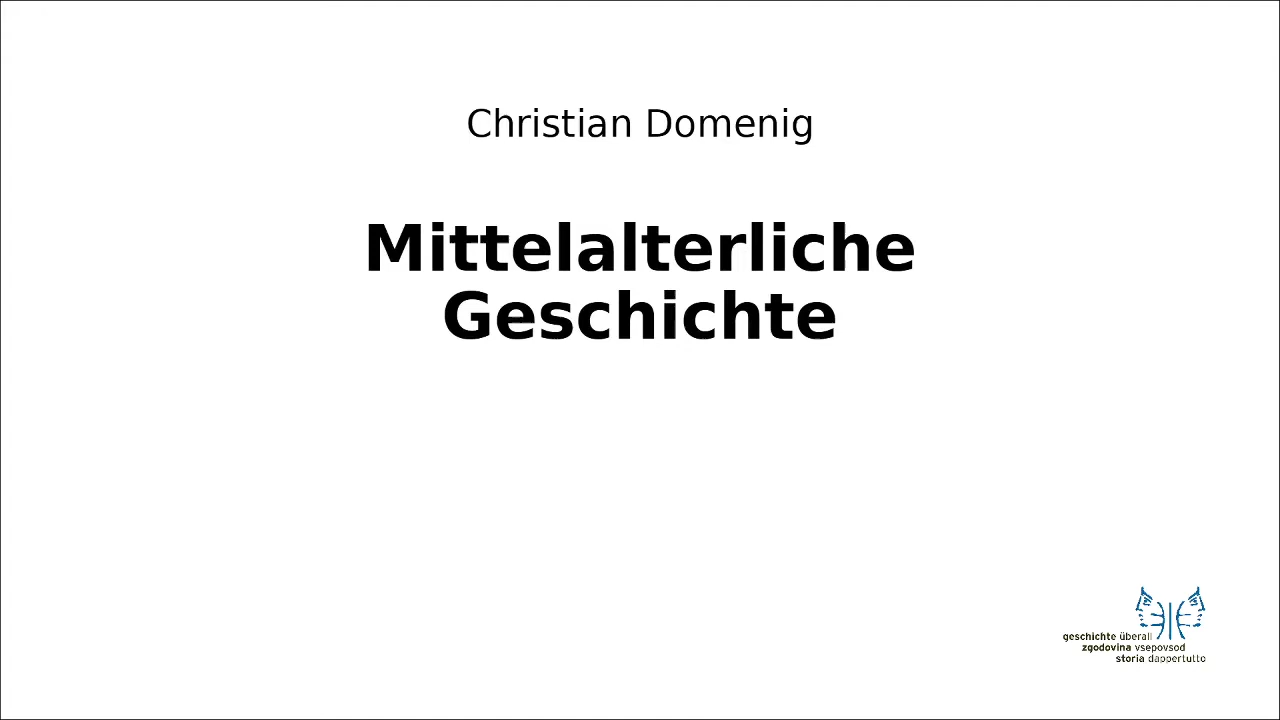 Christian Domenig
Mittelalterliche
Geschichte
geschichte überall
zgodovina vsepovsod
storia dappertutto